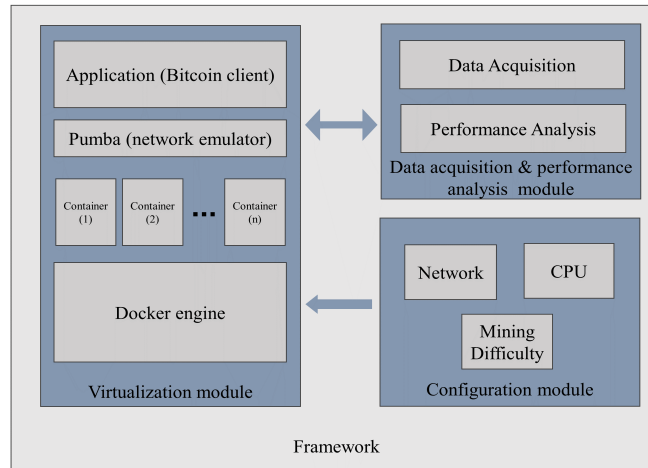 Application (Bitcoin client)
Pumba (network emulator)
Container
(1)
Container
(2)
...
Container
(n)
Docker engine
Virtualization module
Data Acquisition
Performance Analysis
Data acquisition & performance
analysis module
Network
CPU
Mining
Difficulty
Configuration module
Framework